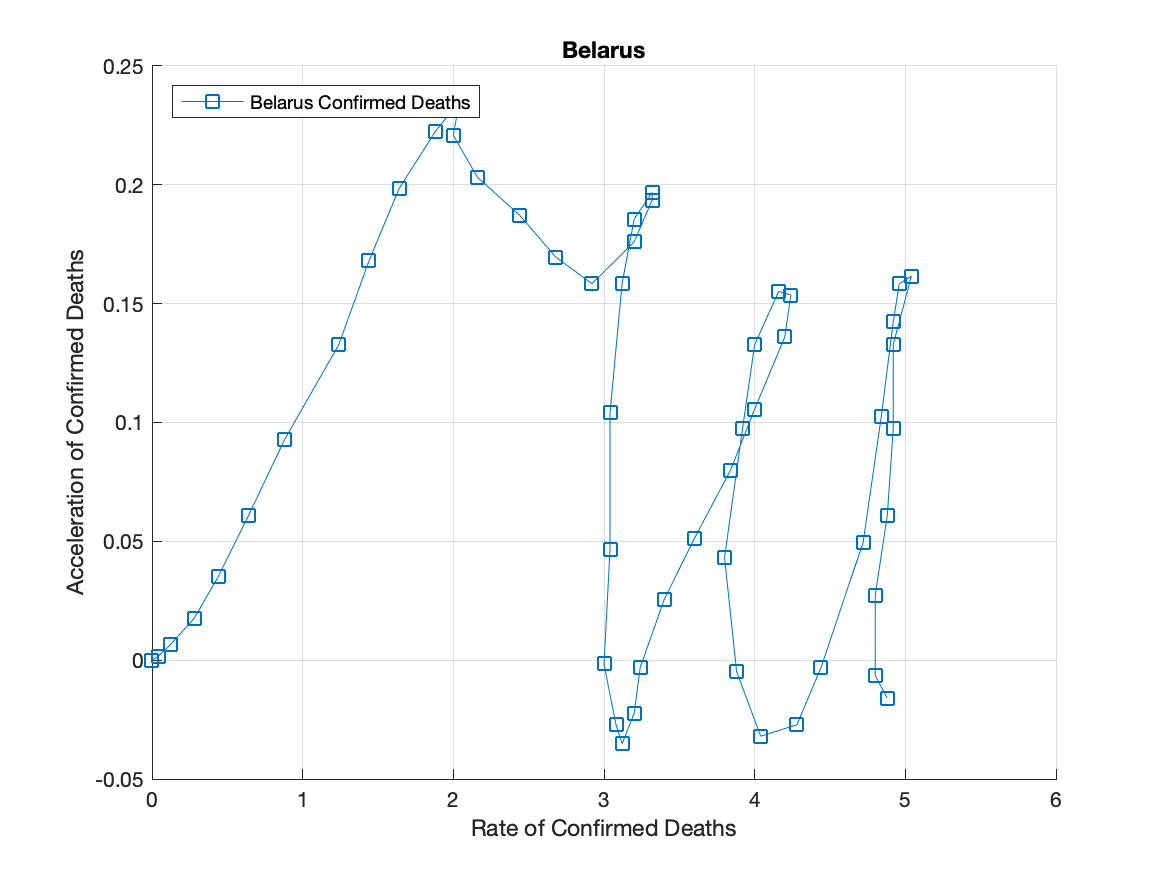 Belarus
0.25
Belarus Confirmed Deaths
0.2
0.15
0.1
0.05
0
-0.05
Acceleration of Confirmed Deaths
0 1 2 3 4 5 6
Rate of Confirmed Deaths